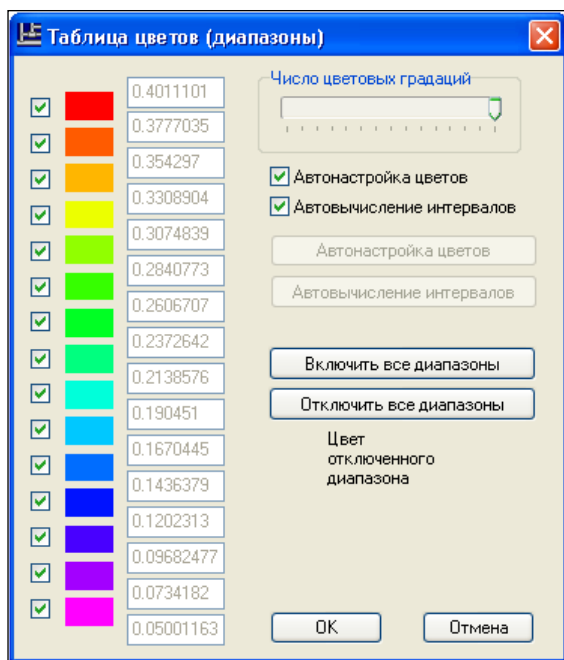 Таблица цветов (диапазоны)
0.4011101
0.3777035
0.354297
0.3308904
0.3074839
0.2840773
0.2606707
0.2372642
0.2138576
0.190451
0.1670445
0.1436379
0.1202313
0.09682477
0.0734182
0.05001163
Число цветовых градаций
Автонастройка цветов
Автовычисление интервалов
Автонастройка цветов
Автовычисление интервалов
Включить все диапазоны
Отключить все диапазоны
Цвет
отключенного
диапазона
OK
Отмена